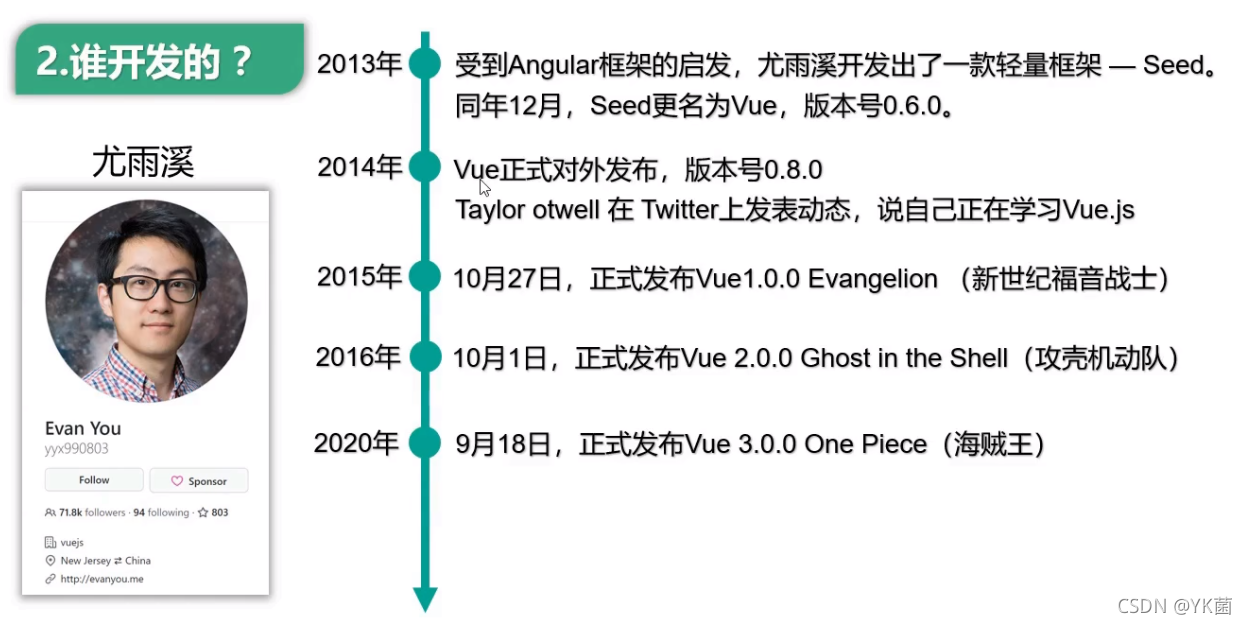 2.谁开发的？
尤雨溪
Evan You
yyx990803
Follow
Sponsor
71.8k followers · 94 following · 803
vuejs
New Jersey ⇄ China
http://evanyou.me
2013年
受到Angular框架的启发，尤雨溪开发出了一款轻量框架 — Seed。
同年12月，Seed更名为Vue，版本号0.6.0。
2014年
Vue正式对外发布，版本号0.8.0
Taylor otwell 在 Twitter上发表动态，说自己正在学习Vue.js
2015年
10月27日，正式发布Vue1.0.0 Evangelion （新世纪福音战士）
2016年
10月1日，正式发布Vue 2.0.0 Ghost in the Shell（攻壳机动队）
2020年
9月18日，正式发布Vue 3.0.0 One Piece（海贼王）
CSDN @YK菌